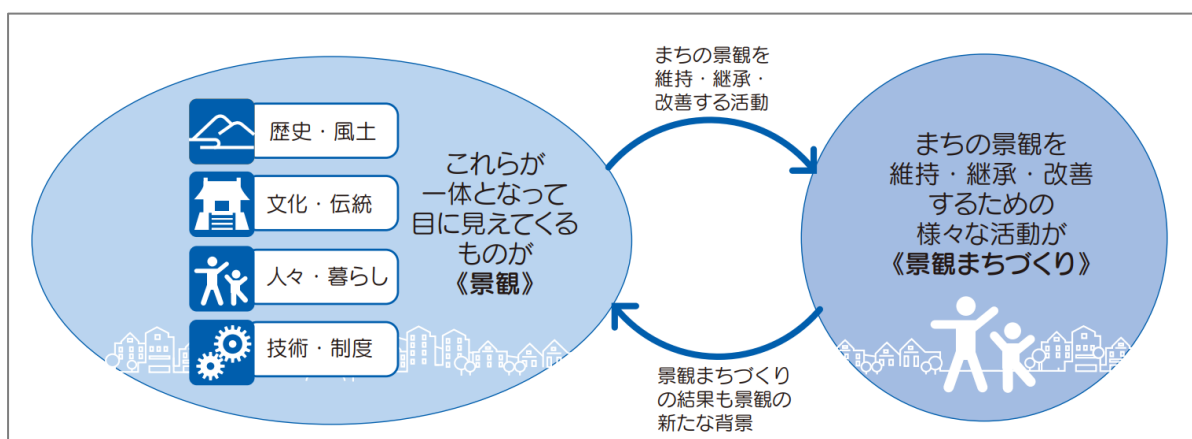 歴史・風土
文化・伝統
人々・暮らし
技術・制度
これらが
一体となって
目に見えてくる
ものが
《景観》
まちの景観を
維持・継承・
改善する活動
まちの景観を
維持・継承・改善
するための
様々な活動が
《景観まちづくり》
景観まちづくり
の結果も景観の
新たな背景